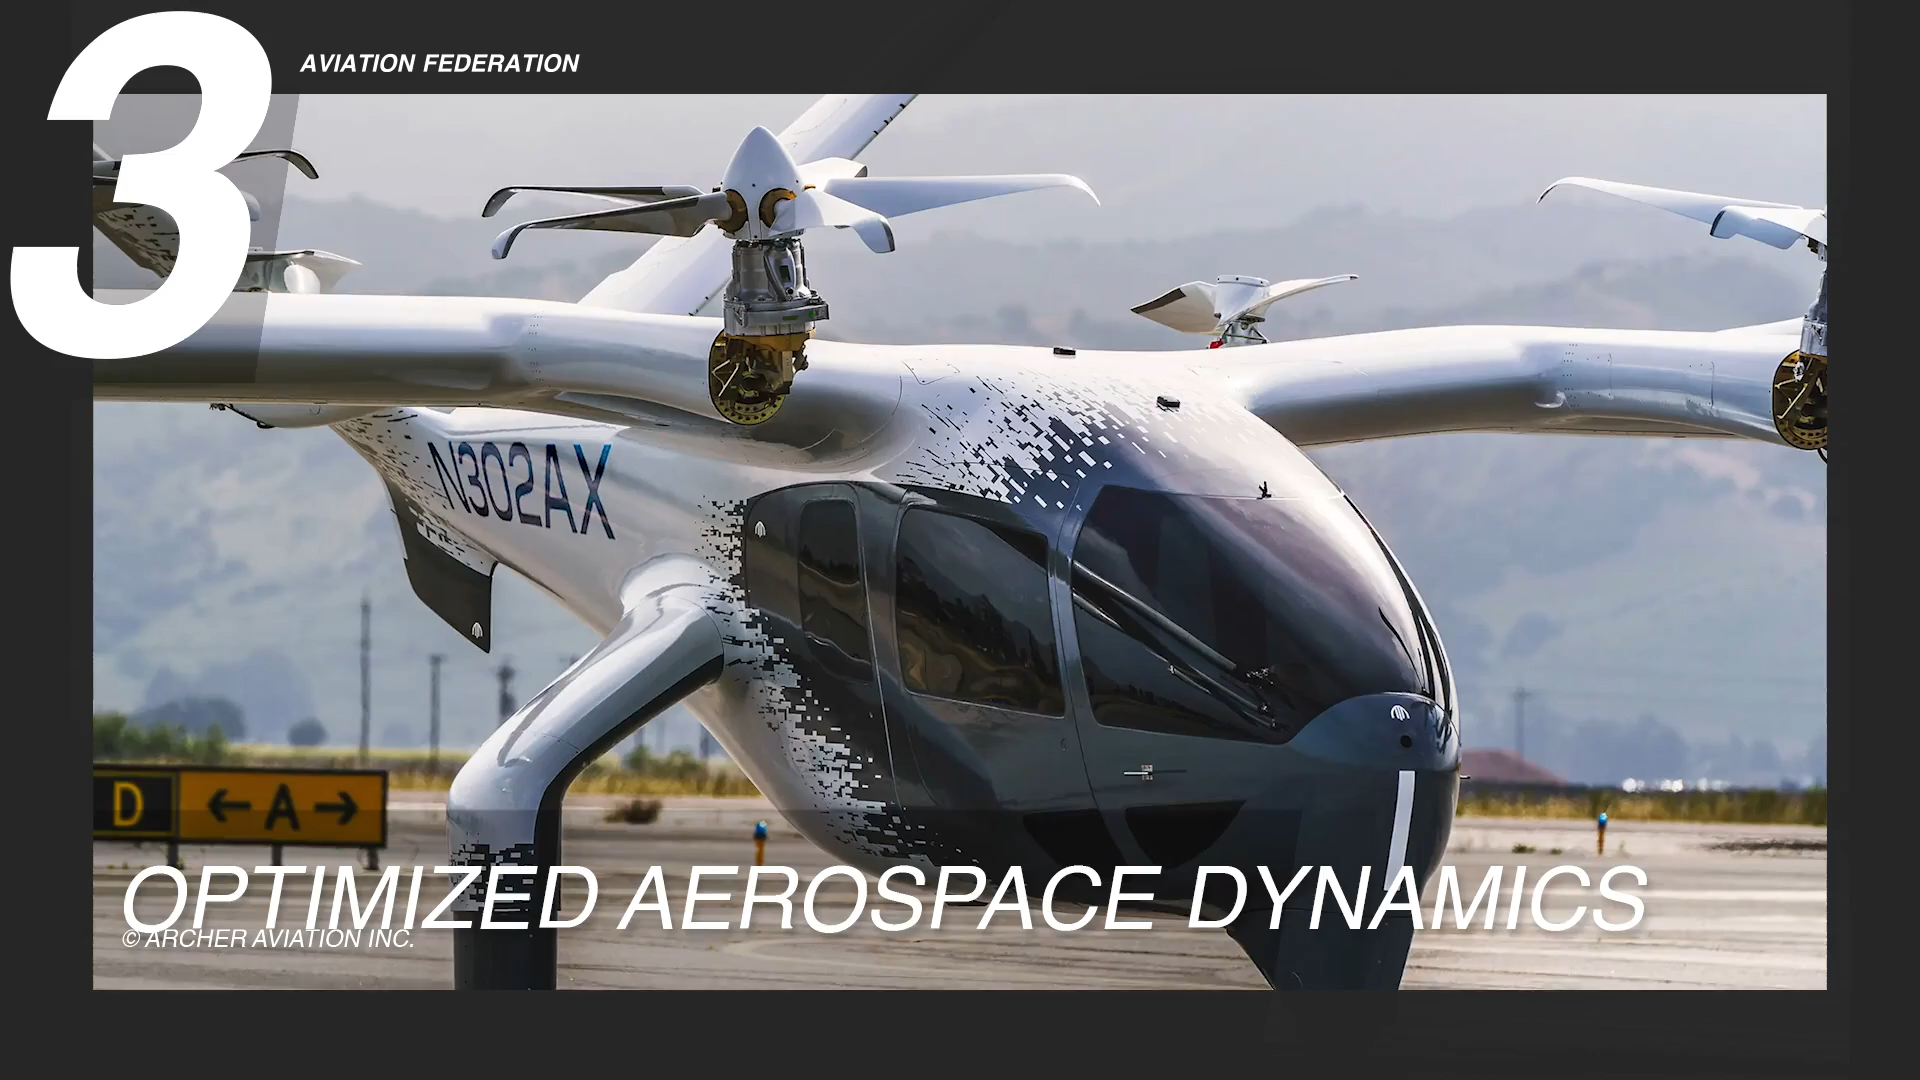 3
AVIATION FEDERATION
N302AX
D ←A→
OPTIMIZED AEROSPACE DYNAMICS
© ARCHER AVIATION INC.